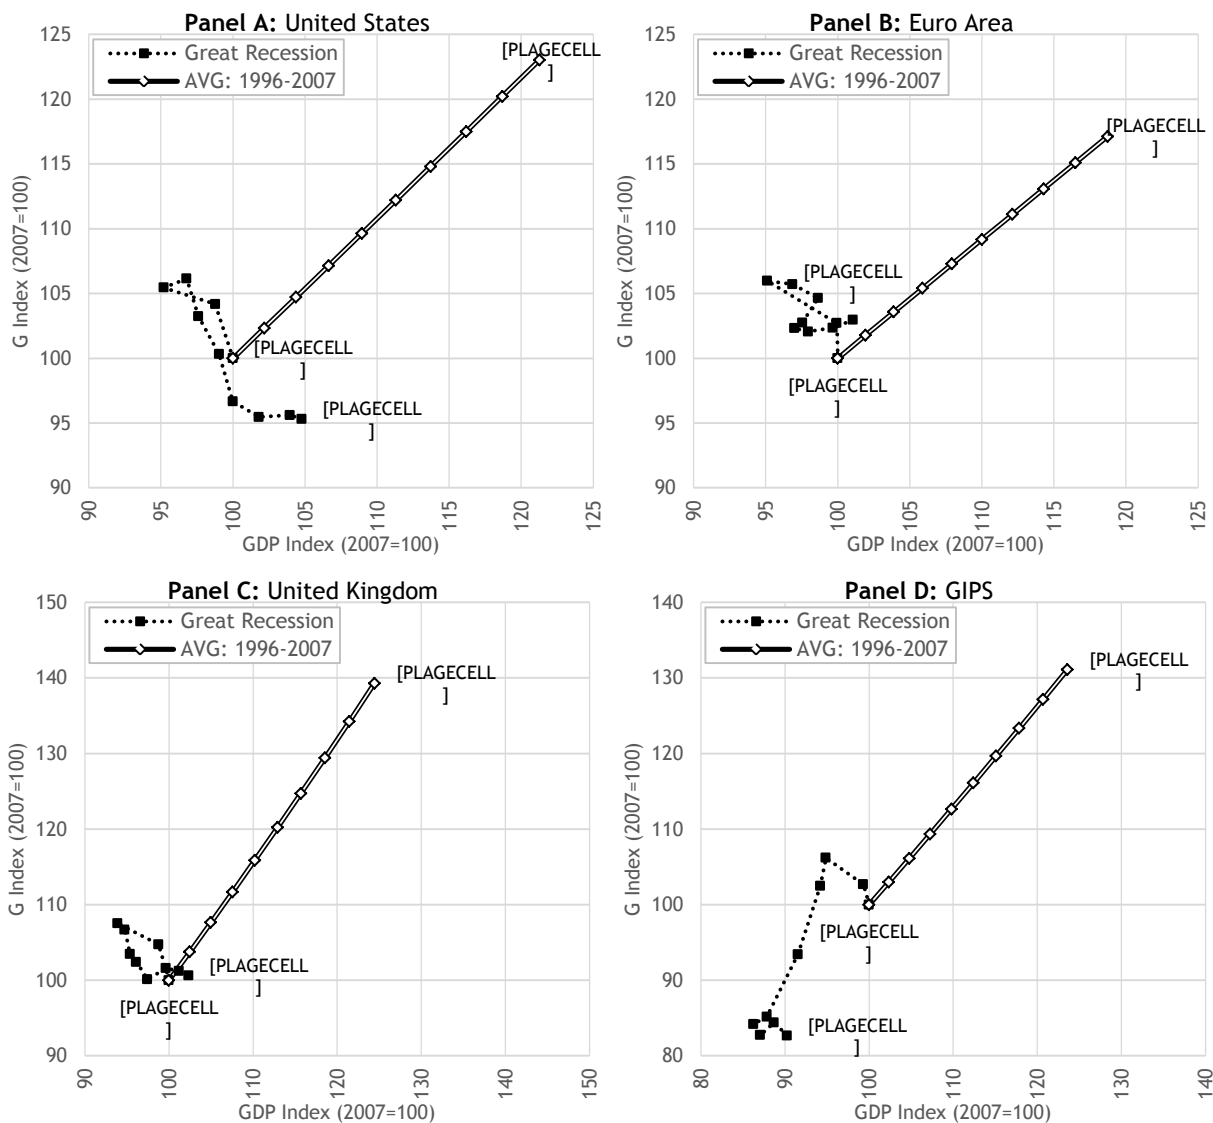 Panel A: United States
125
120
115
110
105
100
95
90
G Index (2007=100)
Great Recession
AVG: 1996-2007
[PLAGECELL
]
[PLAGECELL
]
[PLAGECELL
]
90
95
100
105
110
115
120
125
GDP Index (2007=100)
Panel B: Euro Area
125
120
115
110
105
100
95
90
G Index (2007=100)
Great Recession
AVG: 1996-2007
[PLAGECELL
]
[PLAGECELL
]
[PLAGECELL
]
90
95
100
105
110
115
120
125
GDP Index (2007=100)
Panel C: United Kingdom
150
140
130
120
110
100
90
G Index (2007=100)
Great Recession
AVG: 1996-2007
[PLAGECELL
]
[PLAGECELL
]
[PLAGECELL
]
90
100
110
120
130
140
150
GDP Index (2007=100)
Panel D: GIPS
140
130
120
110
100
90
80
G Index (2007=100)
Great Recession
AVG: 1996-2007
[PLAGECELL
]
[PLAGECELL
]
[PLAGECELL
]
80
90
100
110
120
130
140
GDP Index (2007=100)